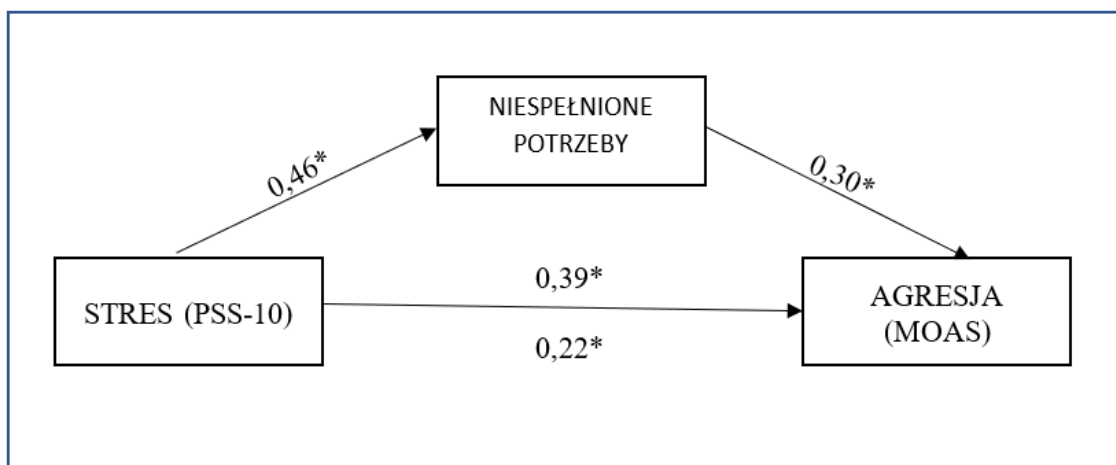 NIESPEŁNIONE
POTRZEBY
0,46*
0,30*
STRES (PSS-10)
0,39*
0,22*
AGRESJA
(MOAS)